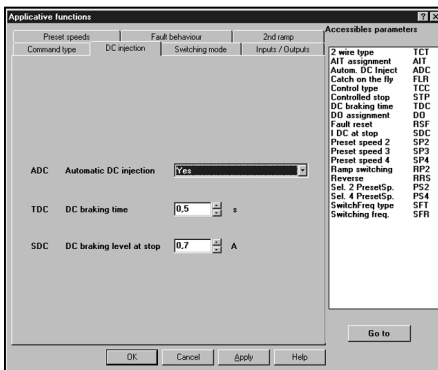 Applicative functions
Preset speeds
Fault behaviour
2nd ramp
Command type
DC injection
Switching mode
Inputs / Outputs
ADC Automatic DC injection Yes
TDC DC braking time 0,5 s
SDC DC braking level at stop 0,7 A
OK
Cancel
Apply
Help
Accessibles parameters
2 wire type TCT
AIT assignment AIT
Autom. DC Inject ADC
Catch on the fly FLR
Control type TCC
Controlled stop STP
DC braking time TDC
DO assignment DO
Fault reset RSF
I DC at stop SDC
Preset speed 2 SP2
Preset speed 3 SP3
Preset speed 4 SP4
Ramp switching RP2
Reverse RRS
Sel. 2 PresetSp. PS2
Sel. 4 PresetSp. PS4
SwitchFreq type SFT
Switching freq. SFR
Go to